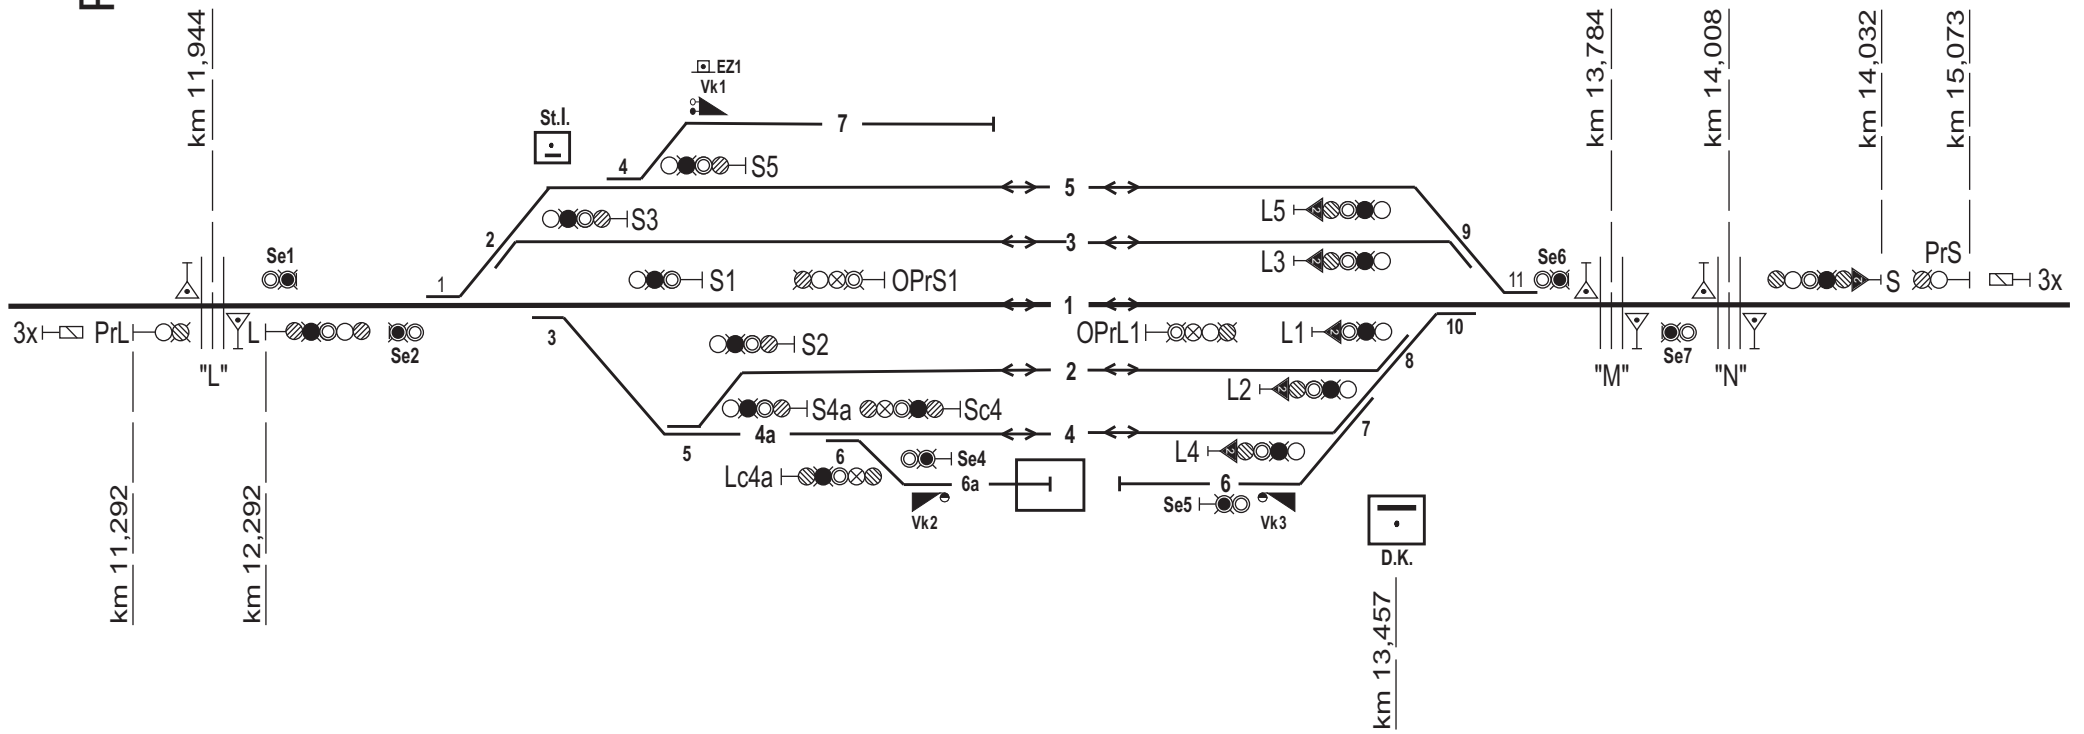 km 11,944
km 13,784
km 14,008
km 14,032
km 15,073
EZ1
Vk1
St.I.
7
4
S5
5
S3
L5
2
3
9
Se1
L3
Se6
PrS
1
S1
OPrS1
11
S
3x
1
3x
PrL
L
Se2
3
OPrL1
L1
10
Se7
"L"
S2
8
"M"
"N"
2
L2
S4a
Sc4
4a
4
7
5
6
Se4
L4
Lc4a
6a
6
Se5
Vk2
Vk3
D.K.
km 11,292
km 12,292
km 13,457